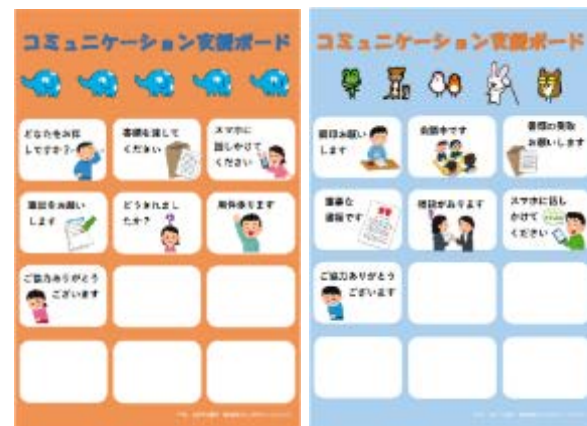 コミュニケーション支援ボード
どなたをお探
しですか?
書類を渡して
ください
スマホに
話しかけて
ください
提出をお願い
します
どうされまし
たか?
用件承ります
ご協力ありがとう
ございます
コミュニケーション支援ボード
押印お願い
します
会議中です
書類の受取
お願いします
重要な
書類です
相談があります
スマホに話し
かけて
ください
ご協力ありがとう
ございます